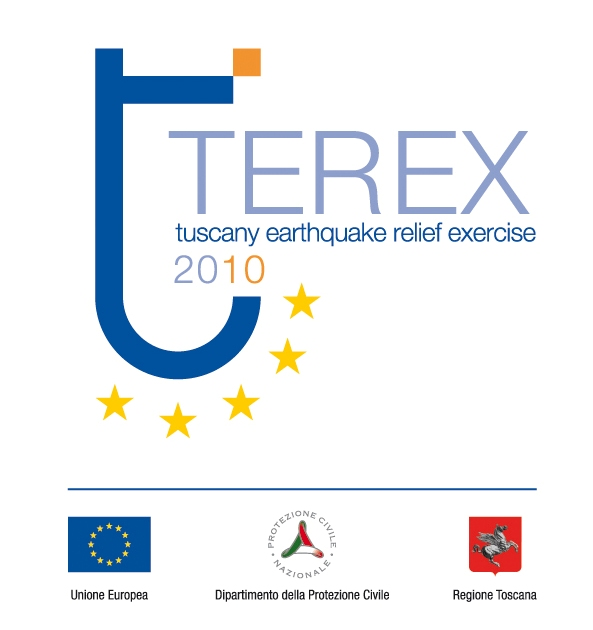 t
TEREX
tuscany earthquake relief exercise
2010
PROTEZIONE CIVILE
NAZIONALE
Unione Europea
Dipartimento della Protezione Civile
Regione Toscana